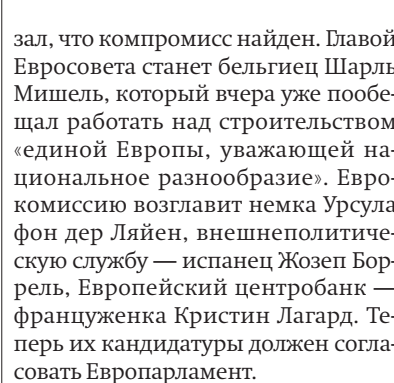 зал, что компромисс найден. Главой
Евросовета станет бельгиец Шарль
Мишель, который вчера уже пообе-
щал работать над строительством
«единой Европы, уважающей на-
циональное разнообразие». Евро-
комиссию возглавит немка Урсула
фон дер Ляйен, внешнеполитиче-
скую службу — испанец Жозеп Бор-
рель, Европейский центробанк —
француженка Кристин Лагард. Те-
перь их кандидатуры должен согла-
совать Европарламент.